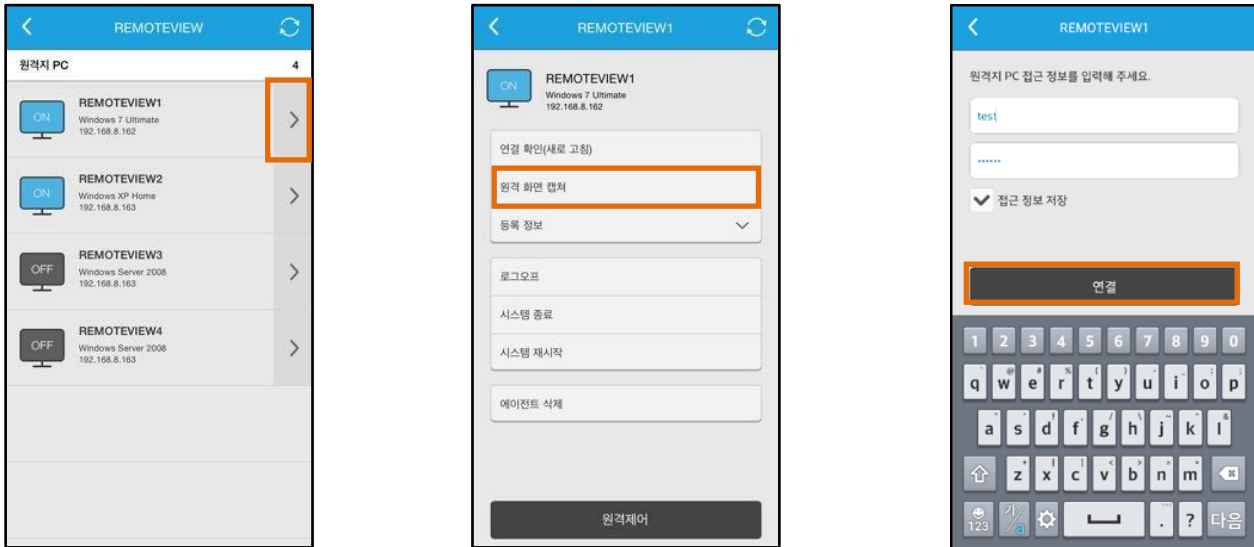 REMOTEVIEW
원격지 PC 4
ON
REMOTEVIEW1
Windows 7 Ultimate
192.168.8.162
ON
REMOTEVIEW2
Windows XP Home
192.168.8.163
OFF
REMOTEVIEW3
Windows Server 2008
192.168.8.163
OFF
REMOTEVIEW4
Windows Server 2008
192.168.8.163
REMOTEVIEW1
ON
REMOTEVIEW1
Windows 7 Ultimate
192.168.8.162
연결 확인(새로 고침)
원격 화면 캡쳐
등록 정보
로그오프
시스템 종료
시스템 재시작
에이전트 삭제
원격제어
REMOTEVIEW1
원격지 PC 접근 정보를 입력해 주세요.
test
••••••
접근 정보 저장
연결
1 2 3 4 5 6 7 8 9 0
q w e r t y u i o p
a s d f g h j k l
z x c v b n m
123 가/a . ? 다음